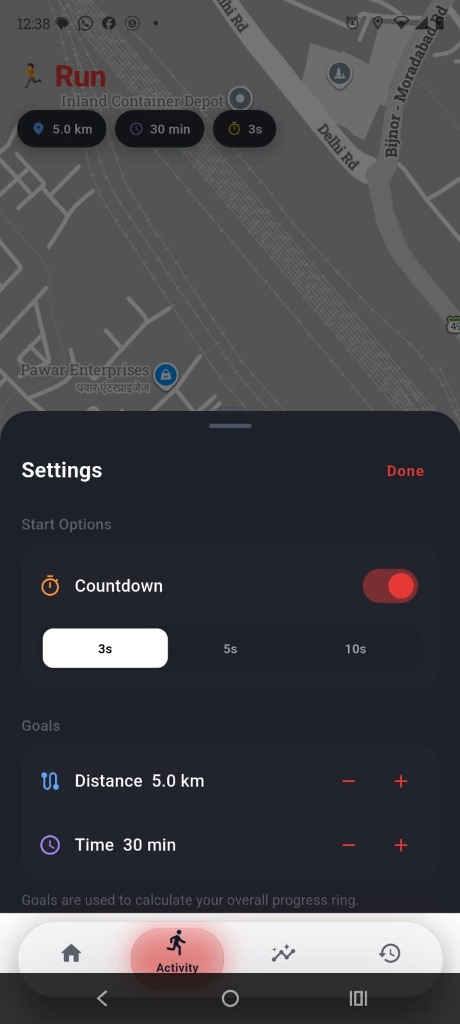 12:38
Delhi Rd
Bijnor - Moradabad Rd
Run
Inland Container Depot
5.0 km
30 min
3s
Delhi Rd
Pawar Enterprises
पवार एंटरप्राइजेज
Settings
Done
Start Options
Countdown
3s
5s
10s
Goals
Distance 5.0 km
Time 30 min
Goals are used to calculate your overall progress ring.
Activity